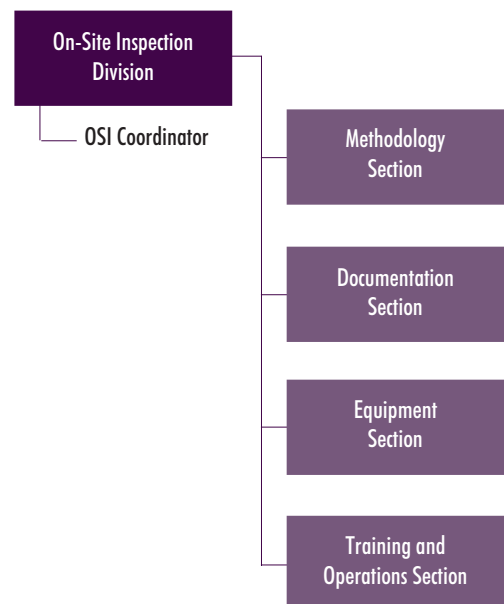 On-Site Inspection
Division
OSI Coordinator
Methodology
Section
Documentation
Section
Equipment
Section
Training and
Operations Section